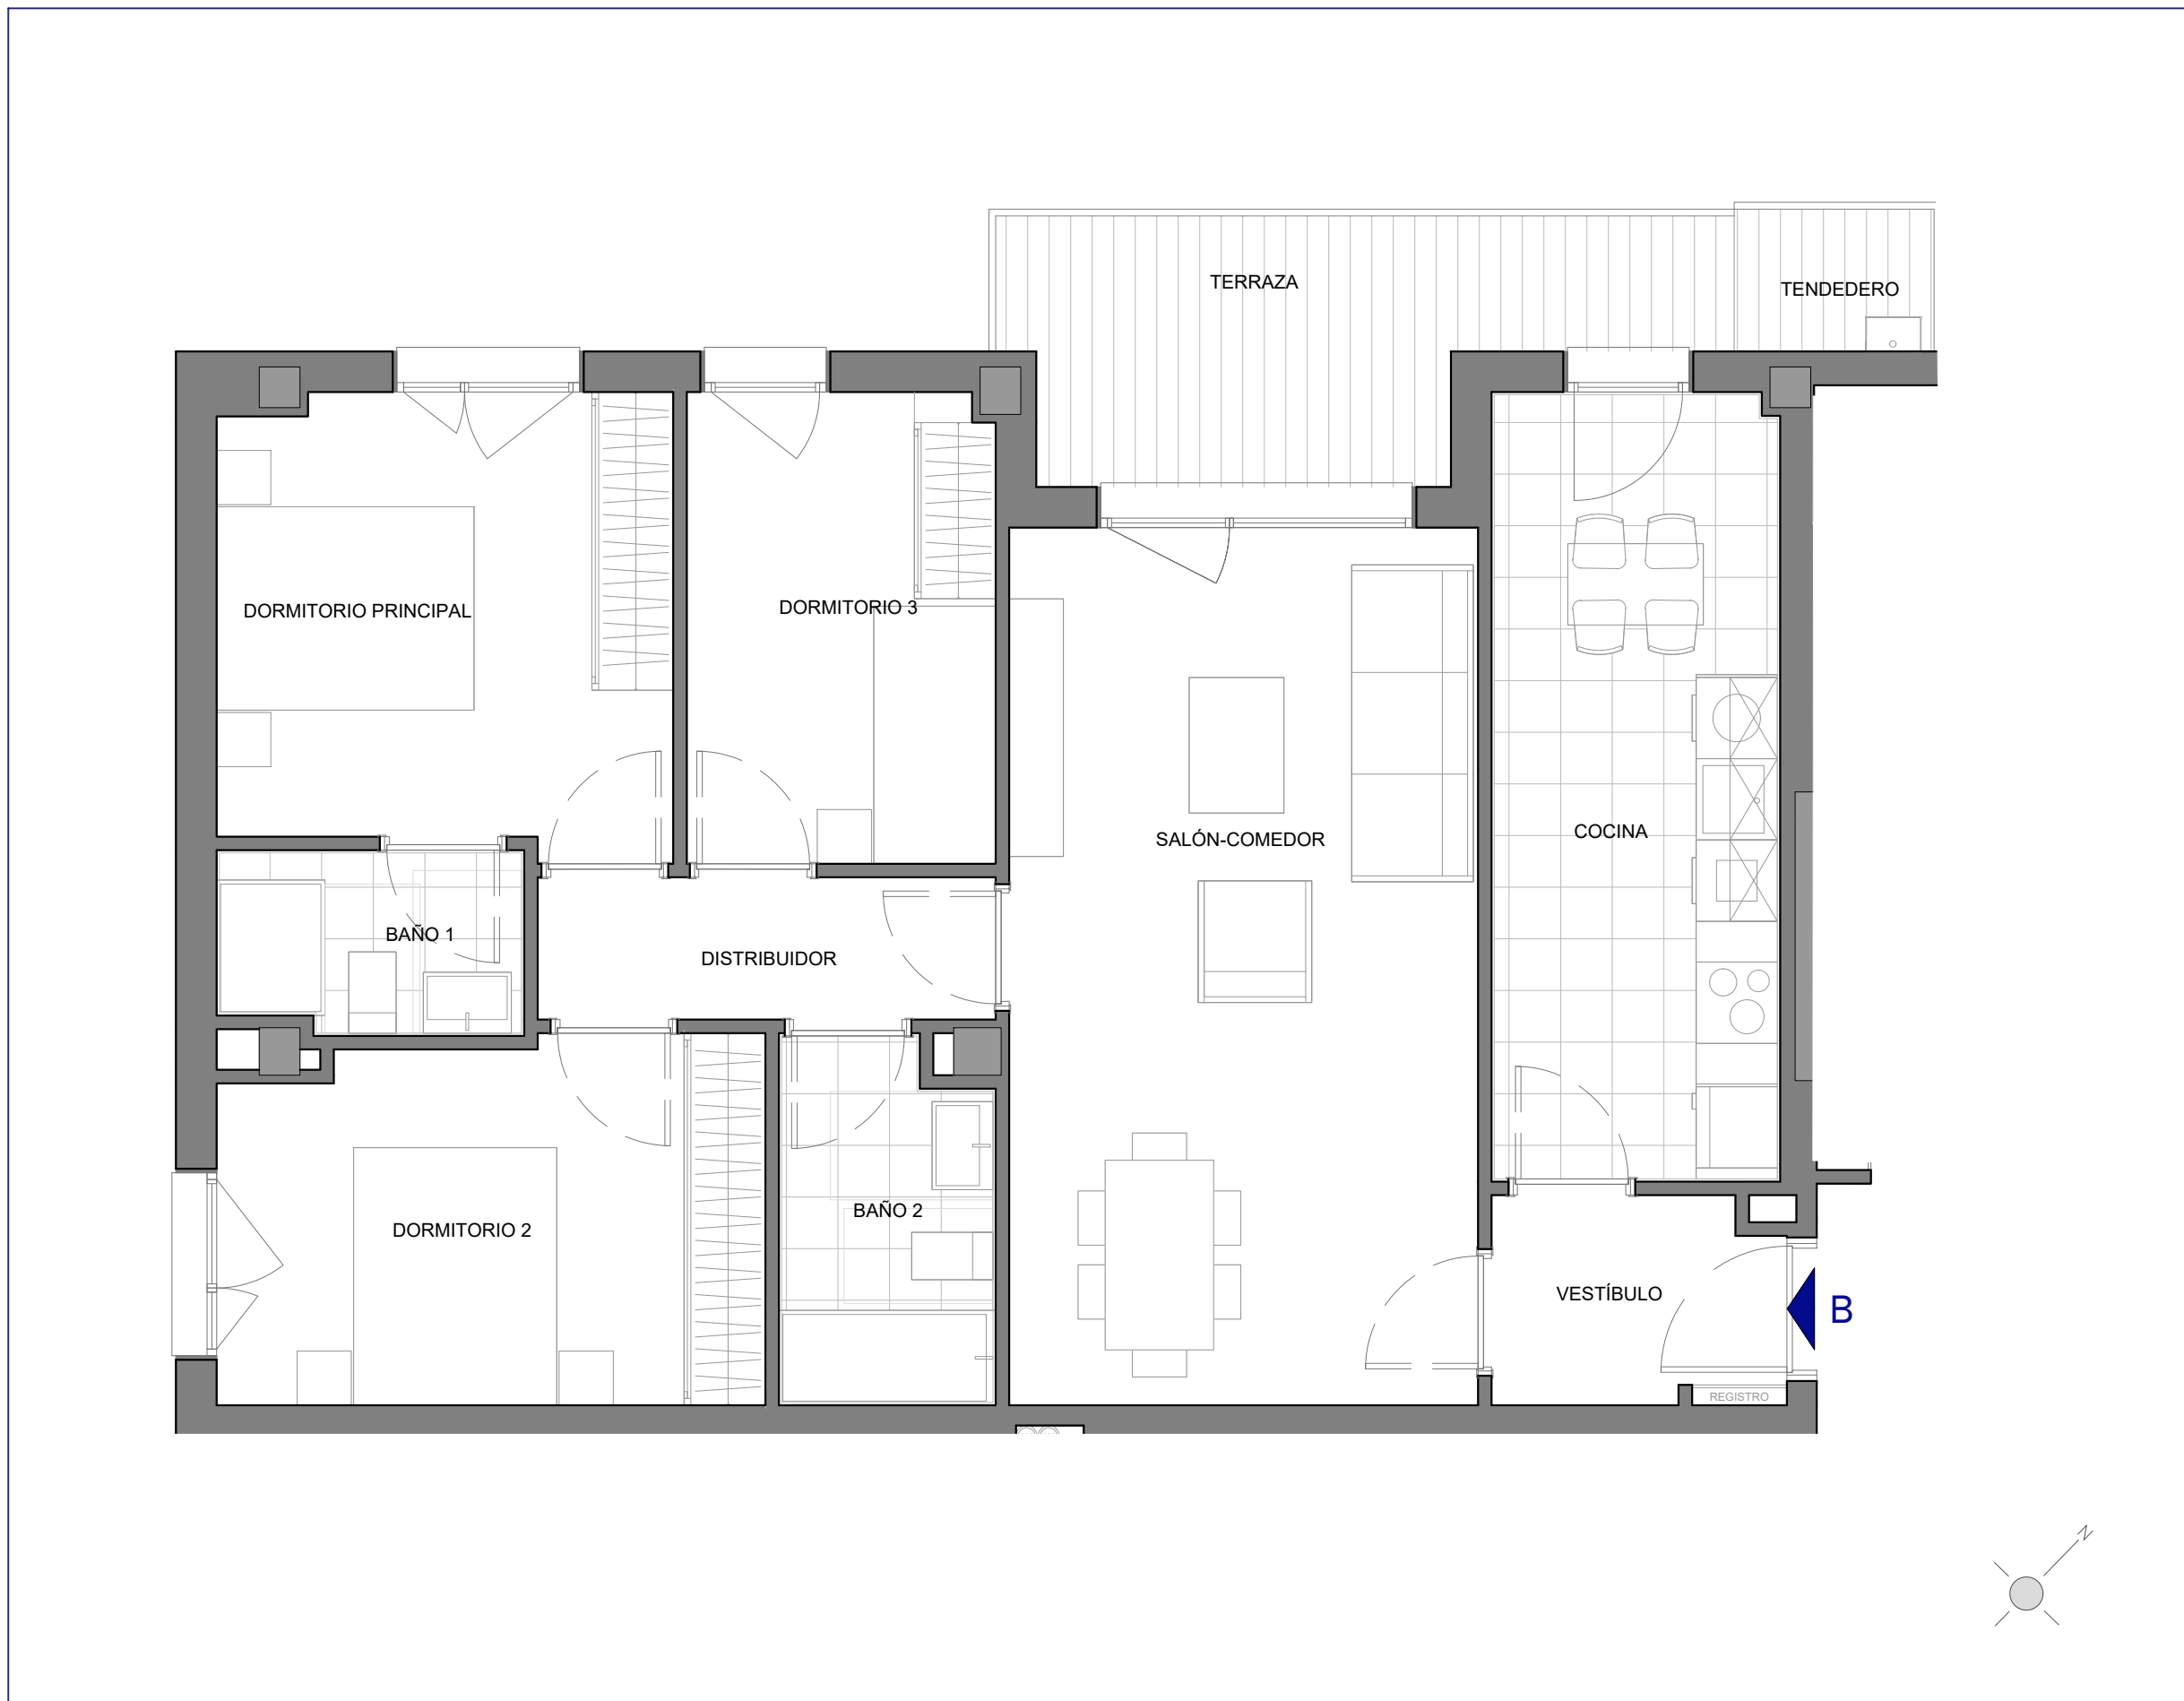 TERRAZA
TENDEDERO
DORMITORIO PRINCIPAL
DORMITORIO 3
SALÓN-COMEDOR
COCINA
BAÑO 1
DISTRIBUIDOR
DORMITORIO 2
BAÑO 2
VESTÍBULO
B
REGISTRO
N